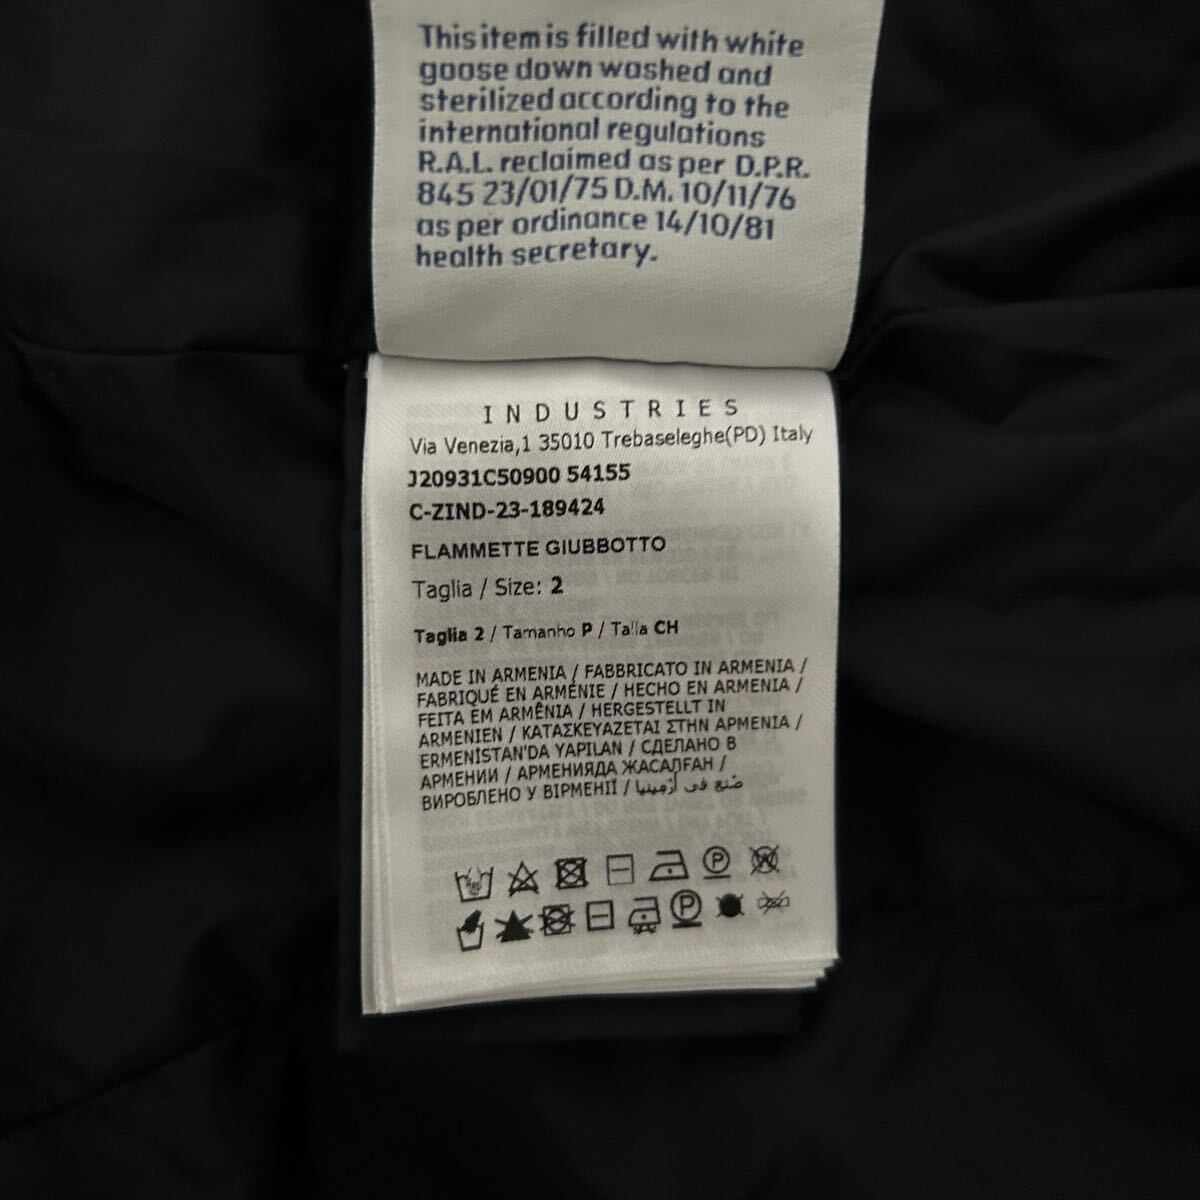 This item is filled with white
goose down washed and
sterilized according to the
international regulations
R.A.L. reclaimed as per D.P.R.
845 23/01/75 D.M. 10/11/76
as per ordinance 14/10/81
health secretary.
INDUSTRIES
Via Venezia,1 35010 Trebaseleghe(PD) Italy
J20931C50900 54155
C-ZIND-23-189424
FLAMMETTE GIUBBOTTO
Taglia / Size: 2
Taglia 2 / Tamanho P / Talla CH
MADE IN ARMENIA / FABBRICATO IN ARMENIA /
FABRIQUÉ EN ARMÉNIE / HECHO EN ARMENIA /
FEITA EM ARMÊNIA / HERGESTELLT IN
ARMENIEN / ΚΑΤΑΣΚΕΥΑΖΕΤΑΙ ΣΤΗΝ ΑΡΜΕΝΙΑ /
ERMENİSTAN'DA YAPILAN / СДЕЛАНО В
АРМЕНИИ / АРМЕНИЯДА ЖАСАЛҒАН /
ВИРОБЛЕНО У ВІРМЕНІЇ / صُنع في أرمينيا
P W
P